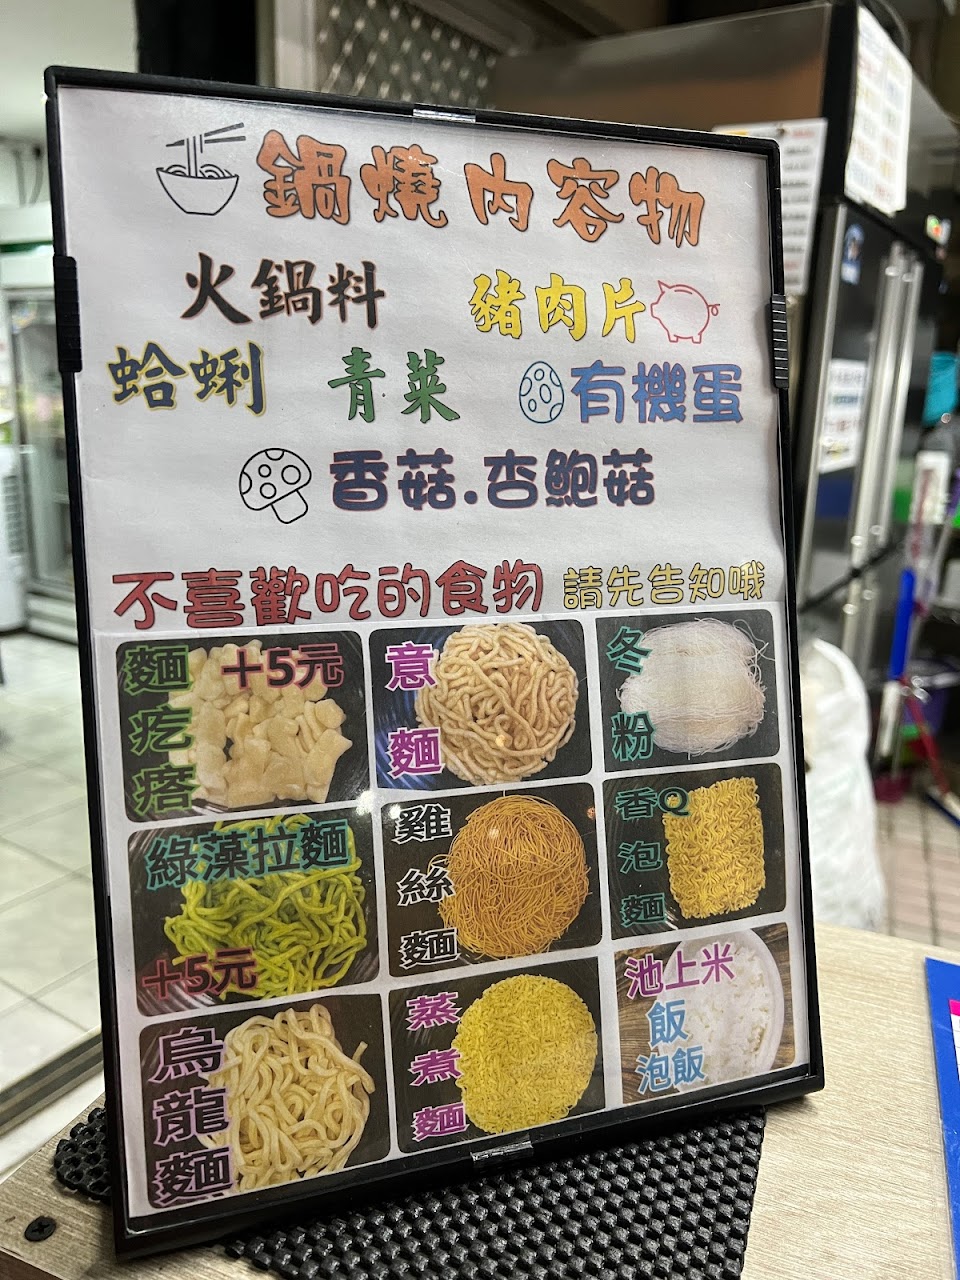 鍋燒內容物
火鍋料 豬肉片
蛤蜊 青菜 有機蛋
香菇.杏鮑菇
不喜歡吃的食物 請先告知哦
麵疙瘩 +5元
意麵
冬粉
綠藻拉麵 +5元
雞絲麵
香Q泡麵
烏龍麵
蒸煮麵
池上米飯
泡飯